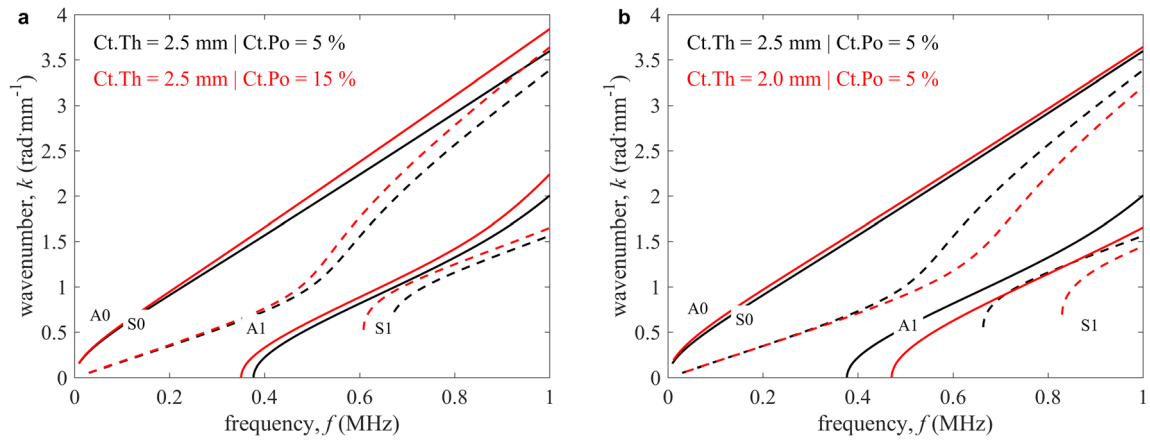 a
Ct.Th = 2.5 mm | Ct.Po = 5 %
Ct.Th = 2.5 mm | Ct.Po = 15 %
wavenumber, k (rad·mm⁻¹)
4
3.5
3
2.5
2
1.5
1
0.5
0
A0
S0
A1
S1
0
0.2
0.4
0.6
0.8
1
frequency, f (MHz)
b
Ct.Th = 2.5 mm | Ct.Po = 5 %
Ct.Th = 2.0 mm | Ct.Po = 5 %
wavenumber, k (rad·mm⁻¹)
4
3.5
3
2.5
2
1.5
1
0.5
0
A0
S0
A1
S1
0
0.2
0.4
0.6
0.8
1
frequency, f (MHz)